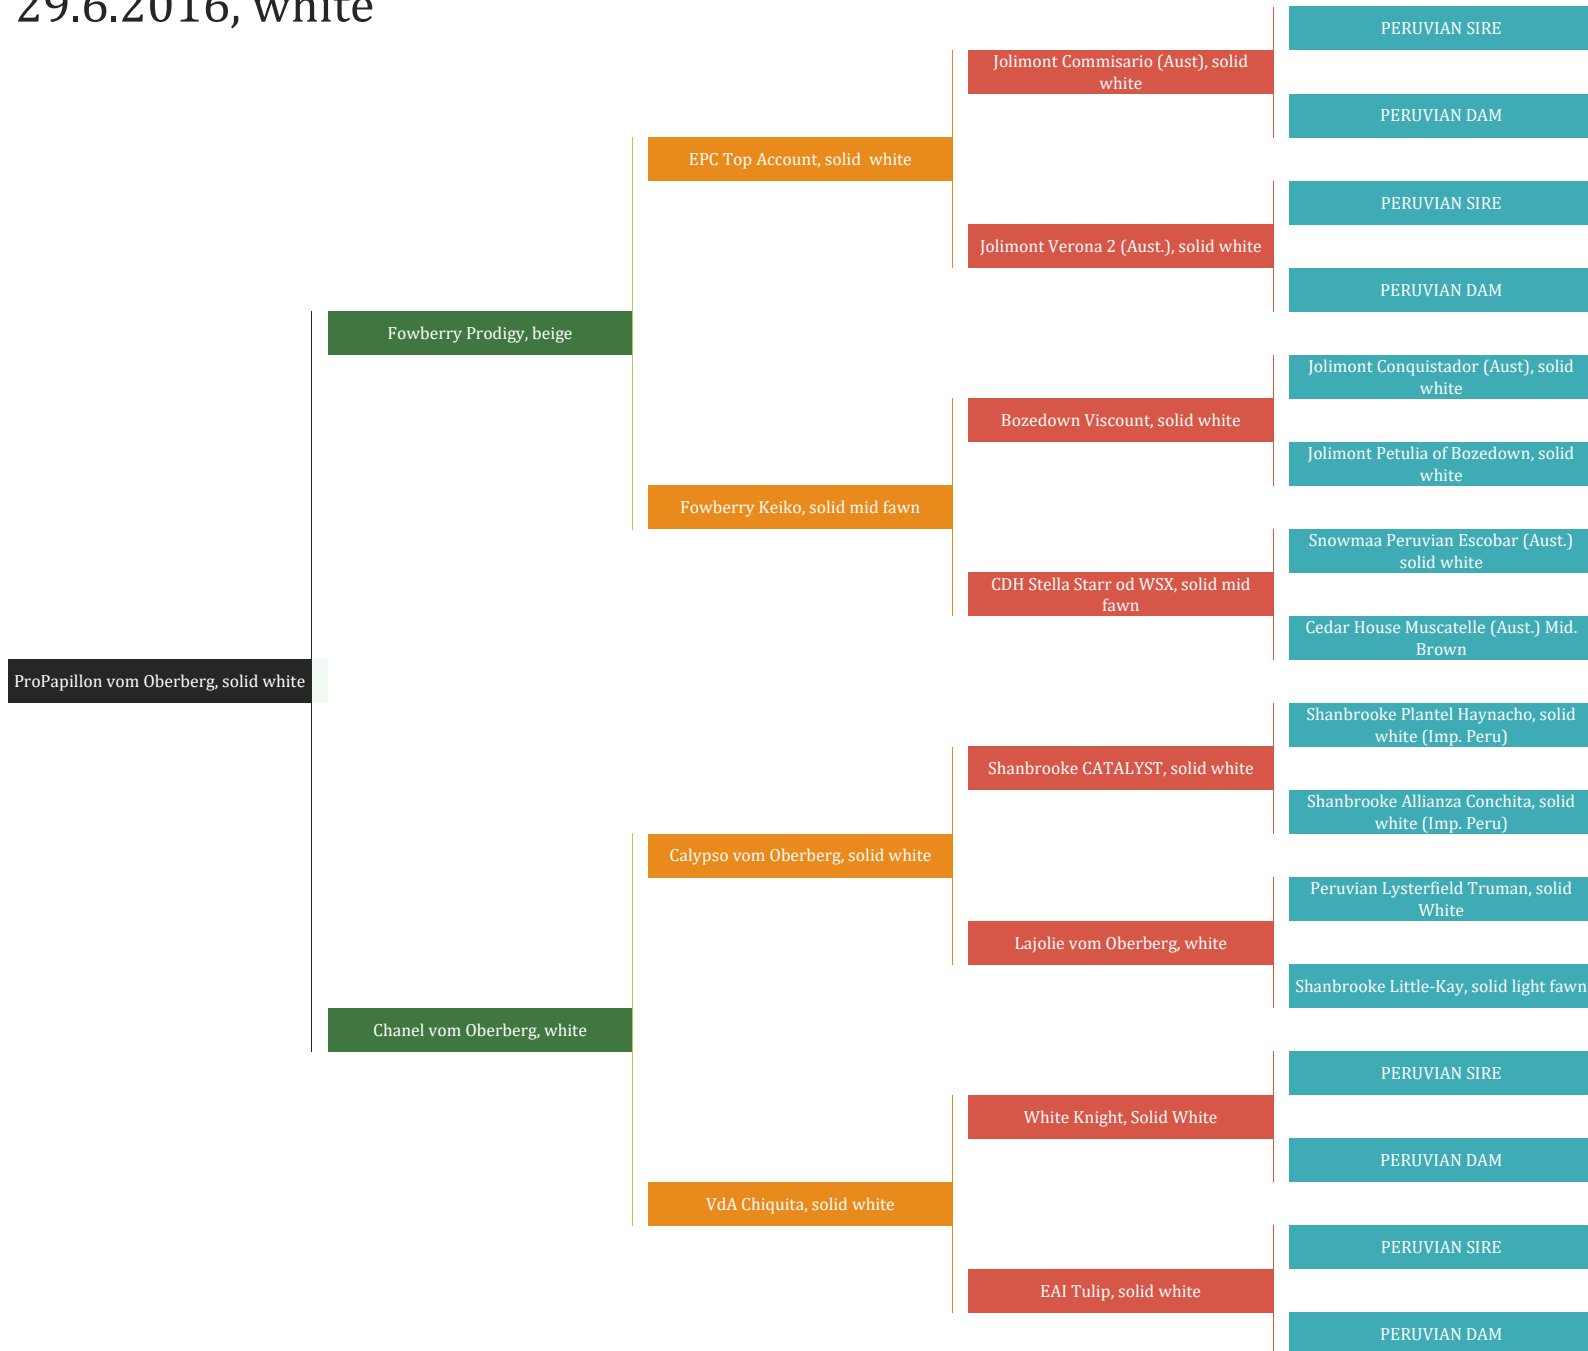 29.6.2016, white
PERUVIAN SIRE
Jolimont Commisario (Aust), solid
white
PERUVIAN DAM
EPC Top Account, solid  white
PERUVIAN SIRE
Jolimont Verona 2 (Aust.), solid white
PERUVIAN DAM
Fowberry Prodigy, beige
Jolimont Conquistador (Aust), solid
white
Bozedown Viscount, solid white
Jolimont Petulia of Bozedown, solid
white
Fowberry Keiko, solid mid fawn
Snowmaa Peruvian Escobar (Aust.)
solid white
CDH Stella Starr od WSX, solid mid
fawn
Cedar House Muscatelle (Aust.) Mid.
Brown
ProPapillon vom Oberberg, solid white
Shanbrooke Plantel Haynacho, solid
white (Imp. Peru)
Shanbrooke CATALYST, solid white
Shanbrooke Allianza Conchita, solid
white (Imp. Peru)
Calypso vom Oberberg, solid white
Peruvian Lysterfield Truman, solid
White
Lajolie vom Oberberg, white
Shanbrooke Little-Kay, solid light fawn
Chanel vom Oberberg, white
PERUVIAN SIRE
White Knight, Solid White
PERUVIAN DAM
VdA Chiquita, solid white
PERUVIAN SIRE
EAI Tulip, solid white
PERUVIAN DAM